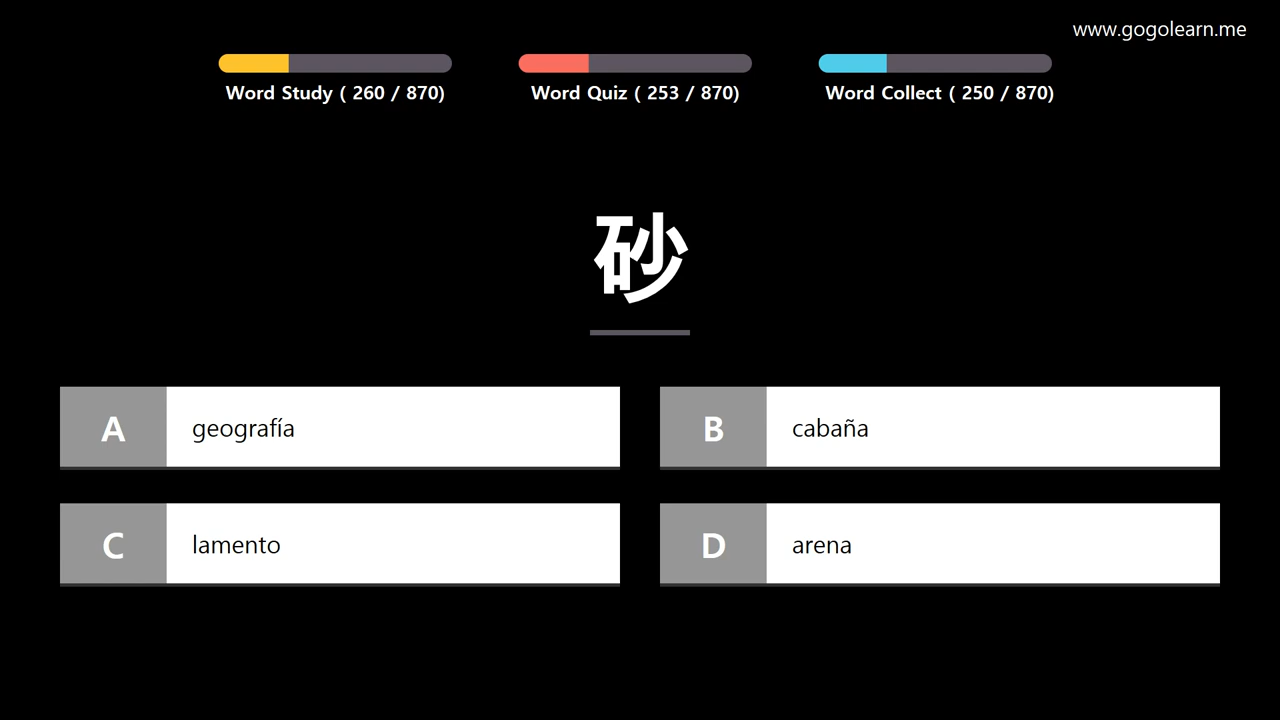 www.gogolearn.me
Word Study ( 260 / 870)
Word Quiz ( 253 / 870)
Word Collect ( 250 / 870)
砂
A geografía
B cabaña
C lamento
D arena